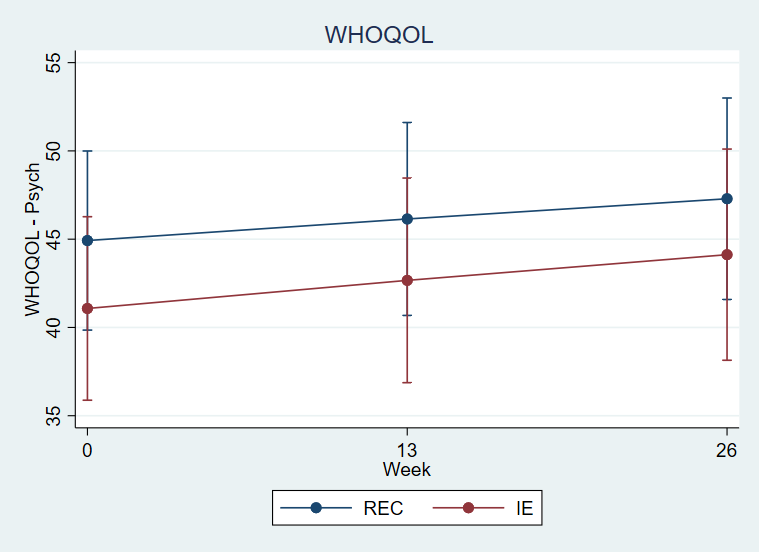 WHOQOL
WHOQOL - Psych
55
50
45
40
35
0 13 26
Week
REC IE